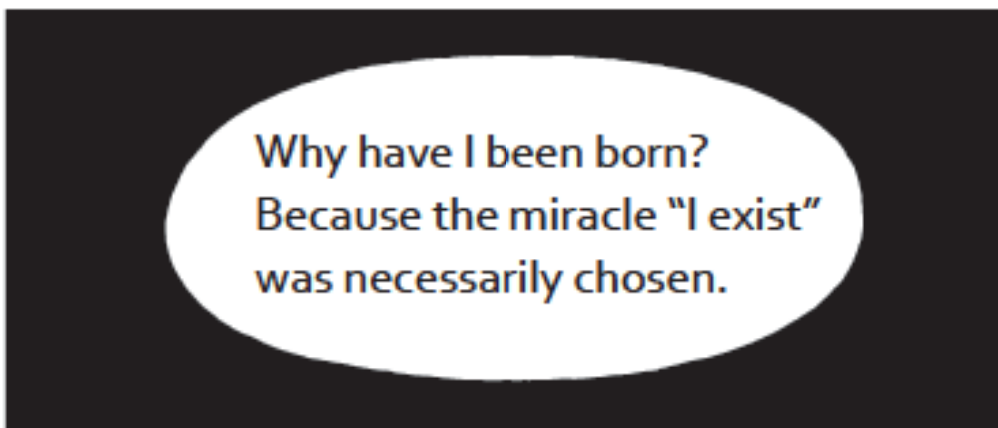 Why have I been born?
Because the miracle “I exist”
was necessarily chosen.